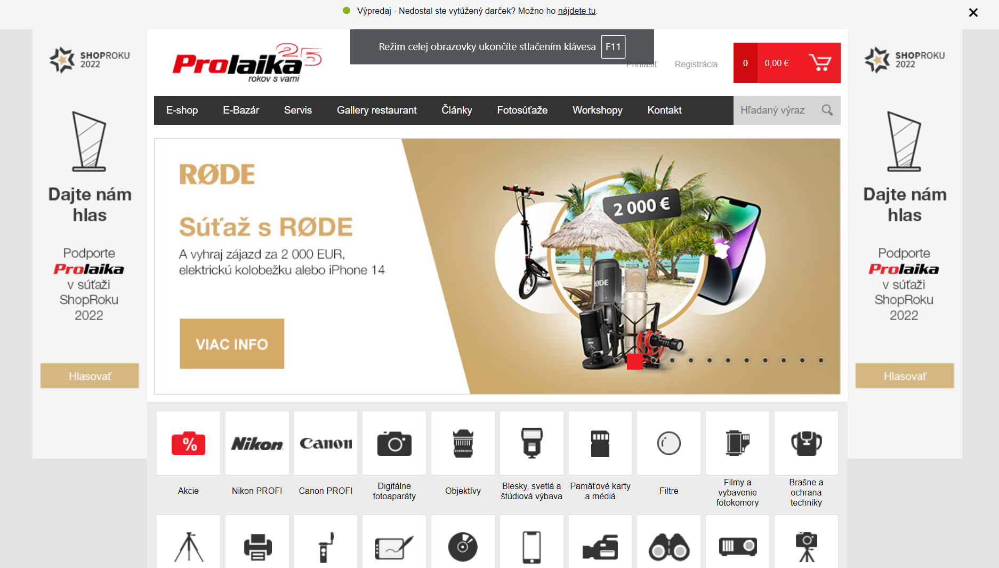 Výpredaj - Nedostal ste vytúžený darček? Možno ho nájdete tu.
Režim celej obrazovky ukončíte stlačením klávesa F11
SHOPROKU
2022
Dajte nám
hlas
Podporte
Prolaika
v súťaži
ShopRoku
2022
Hlasovať
Prolaika 25
rokov s vami
Prihlásiť
Registrácia
0
0,00 €
E-shop
E-Bazár
Servis
Gallery restaurant
Články
Fotosúťaže
Workshopy
Kontakt
Hľadaný výraz
RØDE
Súťaž s RØDE
A vyhraj zájazd za 2 000 EUR,
elektrickú kolobežku alebo iPhone 14
VIAC INFO
2 000 €
RØDE
SHOPROKU
2022
Dajte nám
hlas
Podporte
Prolaika
v súťaži
ShopRoku
2022
Hlasovať
%
Nikon
Canon
Akcie
Nikon PROFI
Canon PROFI
Digitálne
fotoaparáty
Objektívy
Blesky, svetlá a
štúdiová výbava
Pamäťové karty
a médiá
Filtre
Filmy a
vybavenie
fotokomory
Brašne a
ochrana
techniky